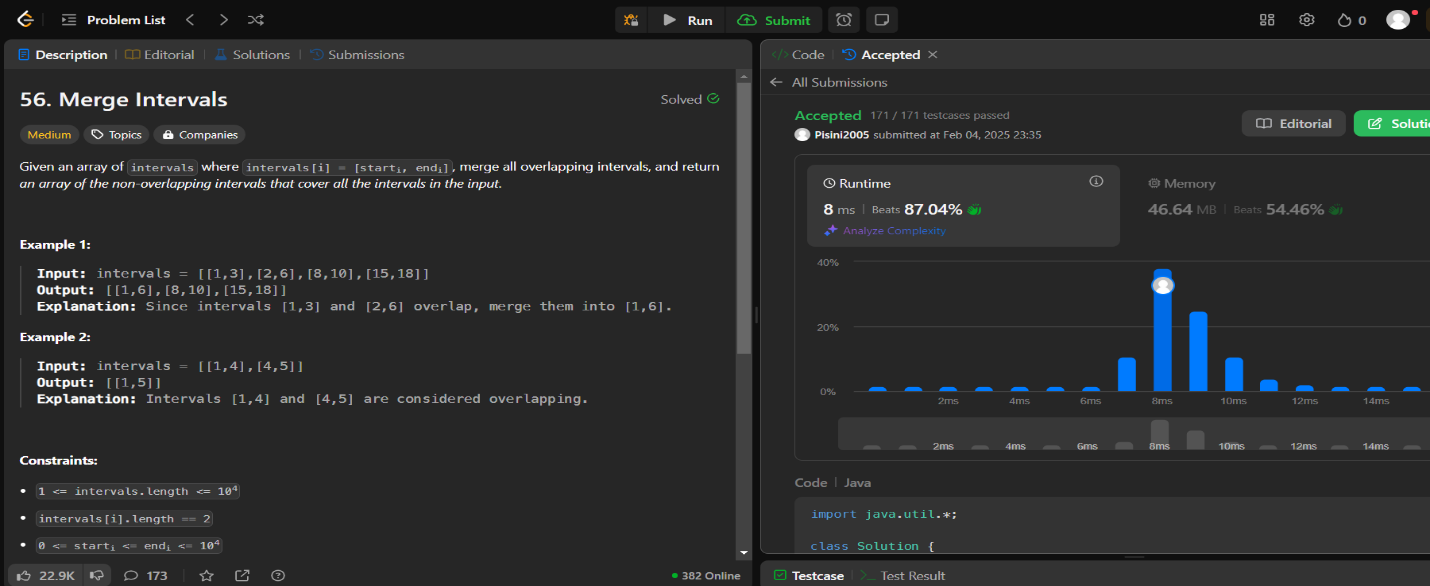 Problem List
Run
Submit
0
Description
Editorial
Solutions
Submissions
56. Merge Intervals
Solved
Medium
Topics
Companies
Given an array of intervals where intervals[i] = [starti, endi], merge all overlapping intervals, and return
an array of the non-overlapping intervals that cover all the intervals in the input.
Example 1:
Input: intervals = [[1,3],[2,6],[8,10],[15,18]]
Output: [[1,6],[8,10],[15,18]]
Explanation: Since intervals [1,3] and [2,6] overlap, merge them into [1,6].
Example 2:
Input: intervals = [[1,4],[4,5]]
Output: [[1,5]]
Explanation: Intervals [1,4] and [4,5] are considered overlapping.
Constraints:
• 1 <= intervals.length <= 10⁴
• intervals[i].length == 2
• 0 <= starti <= endi <= 10⁴
22.9K
173
382 Online
Code
Accepted
All Submissions
Accepted 171 / 171 testcases passed
Pisini2005 submitted at Feb 04, 2025 23:35
Editorial
Soluti
Runtime
8 ms | Beats 87.04%
Analyze Complexity
Memory
46.64 MB | Beats 54.46%
40%
20%
0%
2ms 4ms 6ms 8ms 10ms 12ms 14ms
2ms 4ms 6ms 8ms 10ms 12ms 14ms
Code | Java
import java.util.*;
class Solution {
Testcase
Test Result